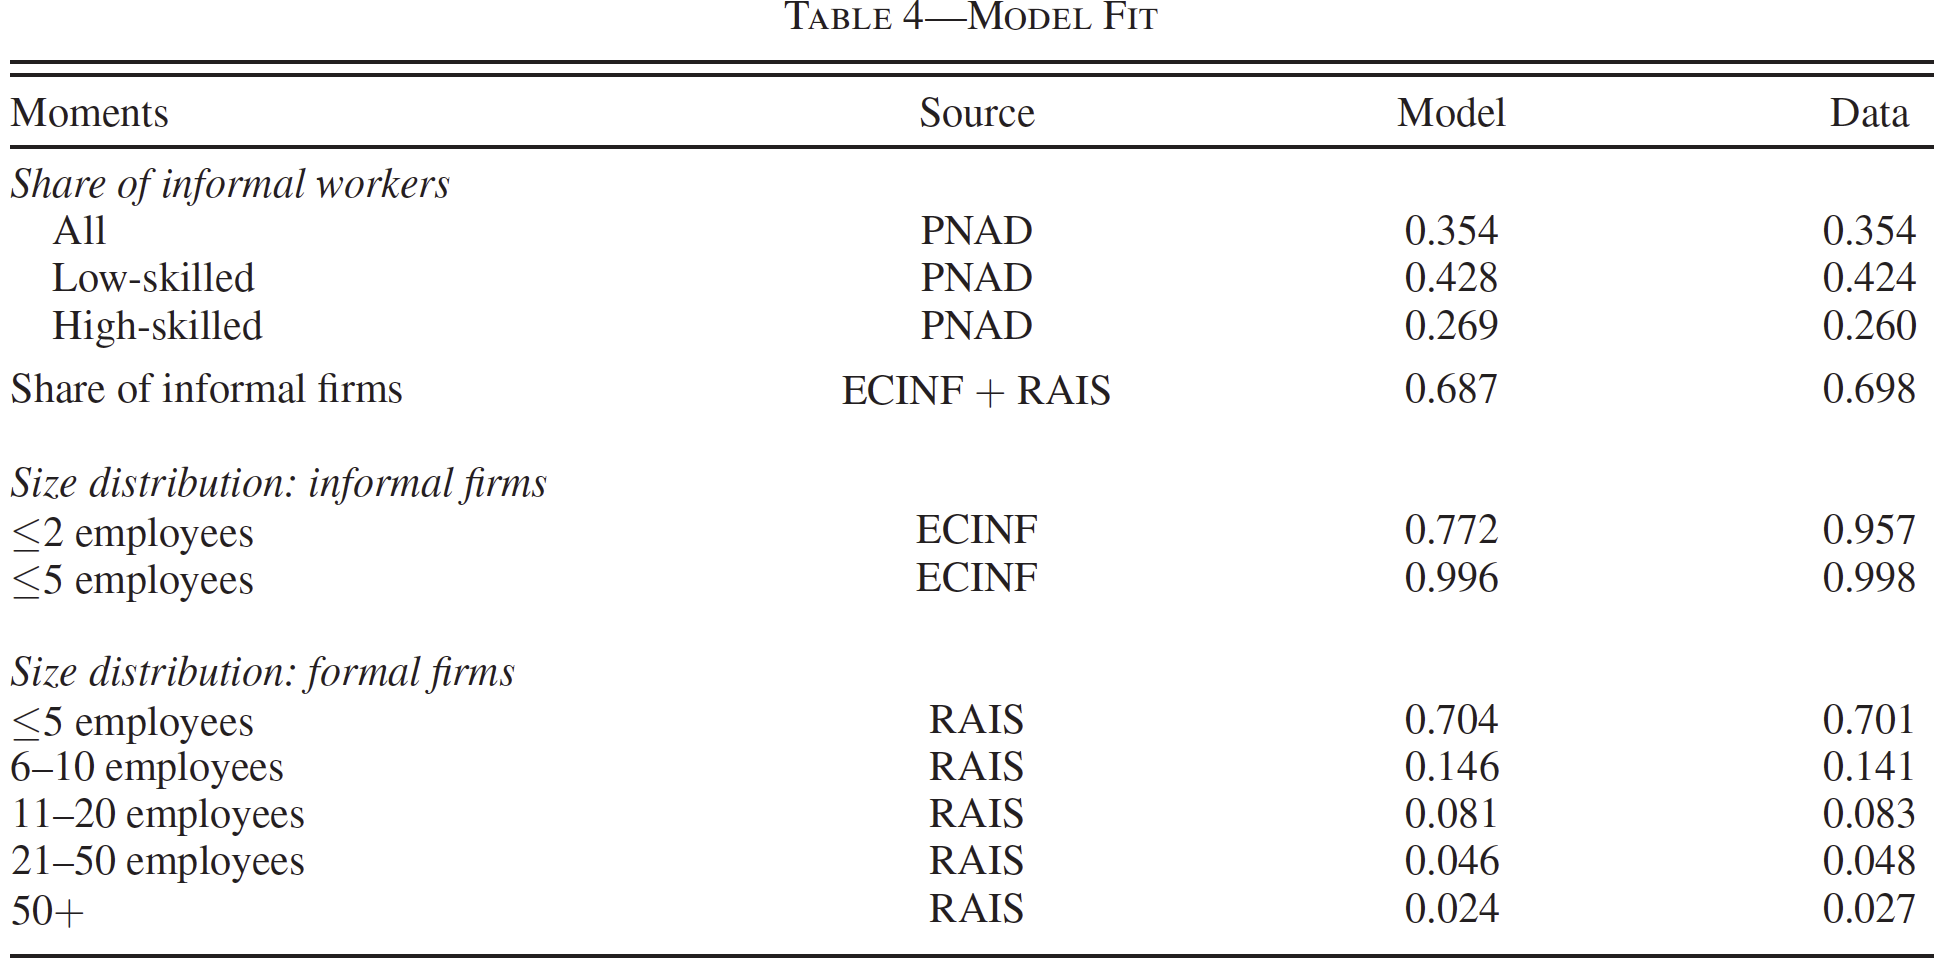 TABLE 4—MODEL FIT
Moments Source Model Data
Share of informal workers
All PNAD 0.354 0.354
Low-skilled PNAD 0.428 0.424
High-skilled PNAD 0.269 0.260
Share of informal firms ECINF + RAIS 0.687 0.698
Size distribution: informal firms
≤2 employees ECINF 0.772 0.957
≤5 employees ECINF 0.996 0.998
Size distribution: formal firms
≤5 employees RAIS 0.704 0.701
6–10 employees RAIS 0.146 0.141
11–20 employees RAIS 0.081 0.083
21–50 employees RAIS 0.046 0.048
50+ RAIS 0.024 0.027